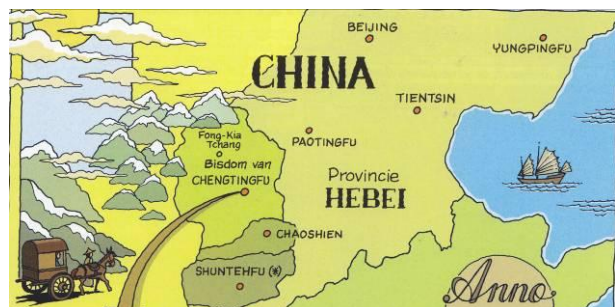 BEIJING
YUNGPINGFU
CHINA
TIENTSIN
Fong-Kia
Tchang
PAOTINGFU
Bisdom van
CHENGTINGFU
Provincie
HEBEI
CHAOSHIEN
SHUNTEHFU (*)
Anno